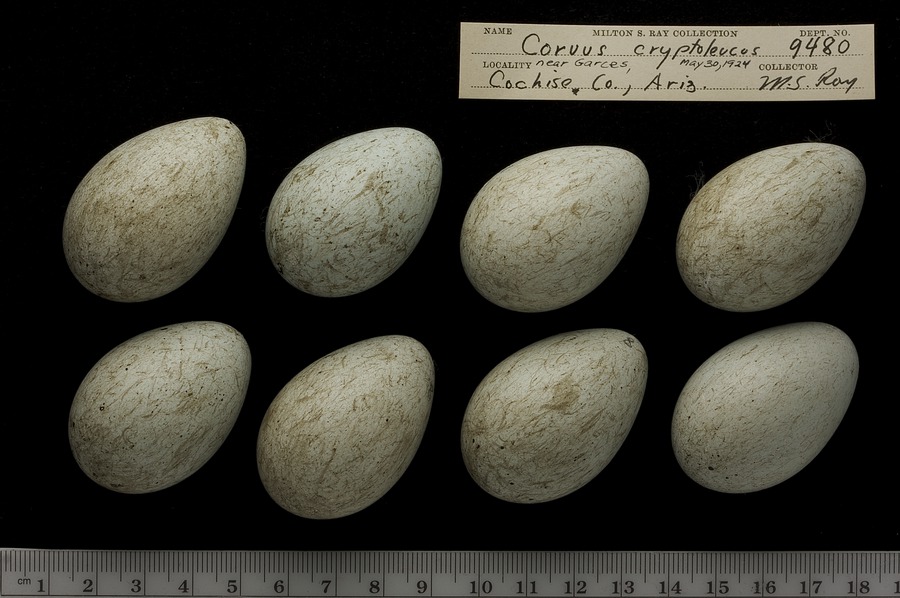 NAME MILTON S. RAY COLLECTION DEPT. NO.
Corvus cryptoleucus 9480
LOCALITY near Garces, May 30, 1924 COLLECTOR
Cochise, Co., Ariz. M.S. Ray
cm 1 2 3 4 5 6 7 8 9 10 11 12 13 14 15 16 17 18